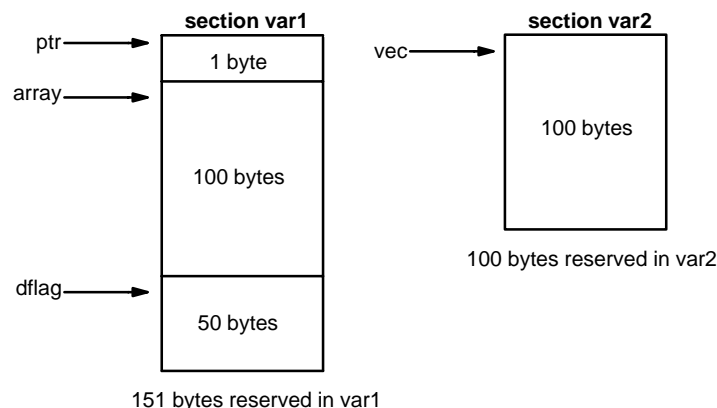 section var1
ptr
1 byte
array
100 bytes
dflag
50 bytes
151 bytes reserved in var1
section var2
vec
100 bytes
100 bytes reserved in var2